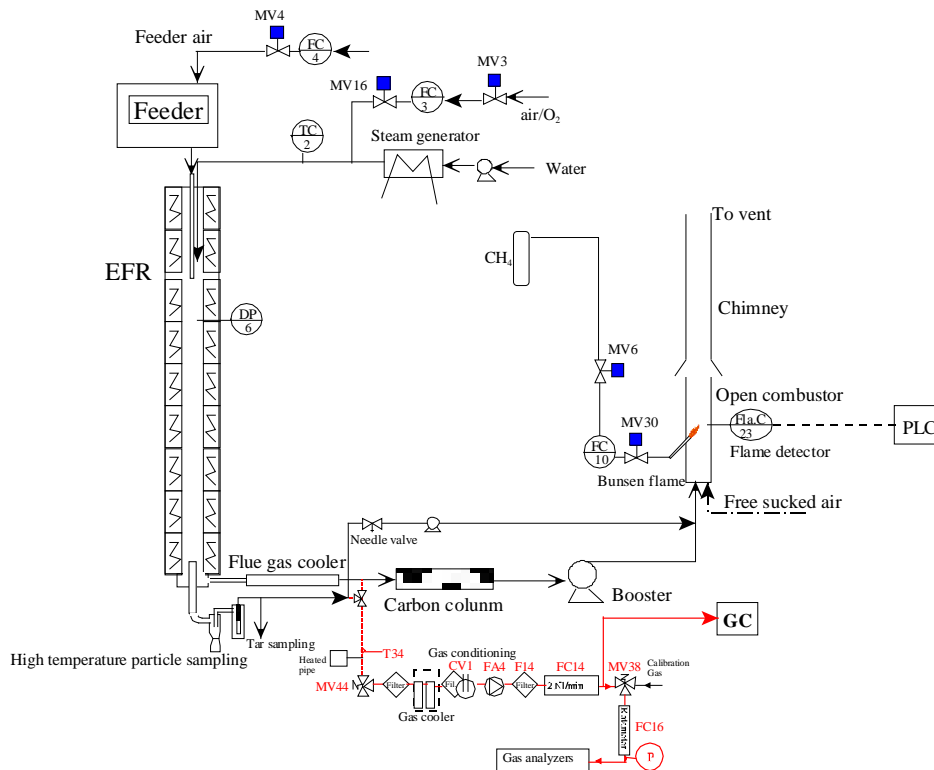 MV4
Feeder air
FC
4
MV3
MV16
FC
3
air/O2
Feeder
TC
2
Steam generator
Water
To vent
EFR
CH4
DP
6
Chimney
MV6
Open combustor
MV30
Fla.C
23
PLC
FC
10
Flame detector
Bunsen flame
Free sucked air
Needle valve
Flue gas cooler
Carbon colunm
Booster
GC
Tar sampling
High temperature particle sampling
Heated
pipe
T34
Gas conditioning
CV1
FA4
F14
FC14
MV38
Calibration
Gas
MV44
Filter
Fil
Filter
2 Nl/min
Gas cooler
FC16
Gas analyzers
P